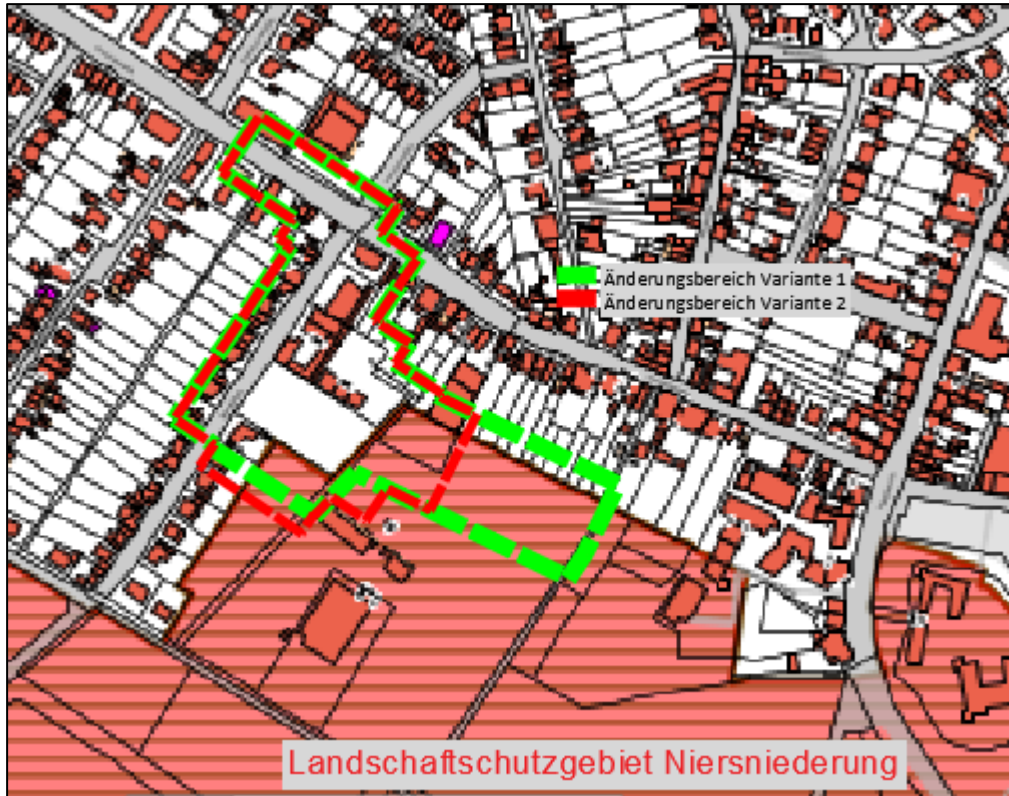 Änderungsbereich Variante 1
Änderungsbereich Variante 2
Landschaftschutzgebiet Niersniederung